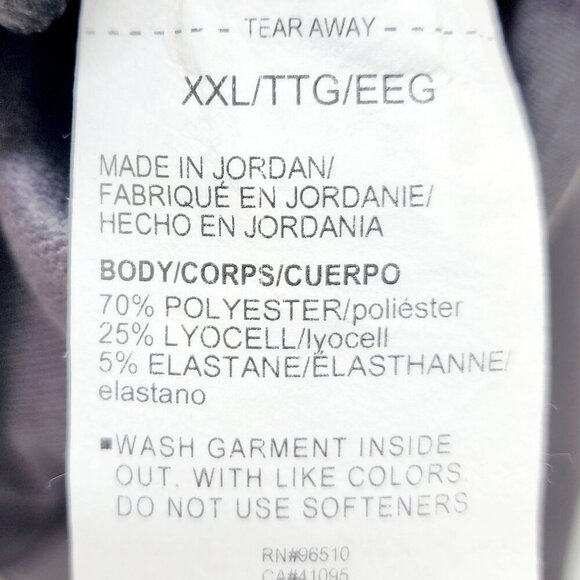 TEAR AWAY
XXL/TTG/EEG
MADE IN JORDAN/
FABRIQUÉ EN JORDANIE/
HECHO EN JORDANIA
BODY/CORPS/CUERPO
70% POLYESTER/poliéster
25% LYOCELL/lyocell
5% ELASTANE/ÉLASTHANNE/
elastano
▪WASH GARMENT INSIDE
OUT. WITH LIKE COLORS.
DO NOT USE SOFTENERS
RN#96510
CA#41095